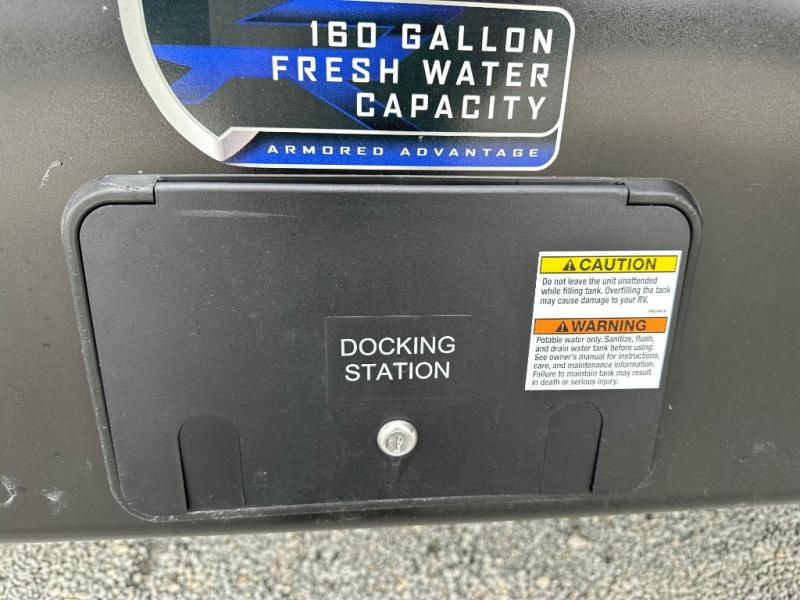 160 GALLON
FRESH WATER
CAPACITY
ARMORED ADVANTAGE
CAUTION
Do not leave the unit unattended
while filling tank. Overfilling the tank
may cause damage to your RV.
WARNING
Potable water only. Sanitize, flush,
and drain water tank before using.
See owner's manual for instructions,
care, and maintenance information.
Failure to maintain tank may result
in death or serious injury.
DOCKING
STATION